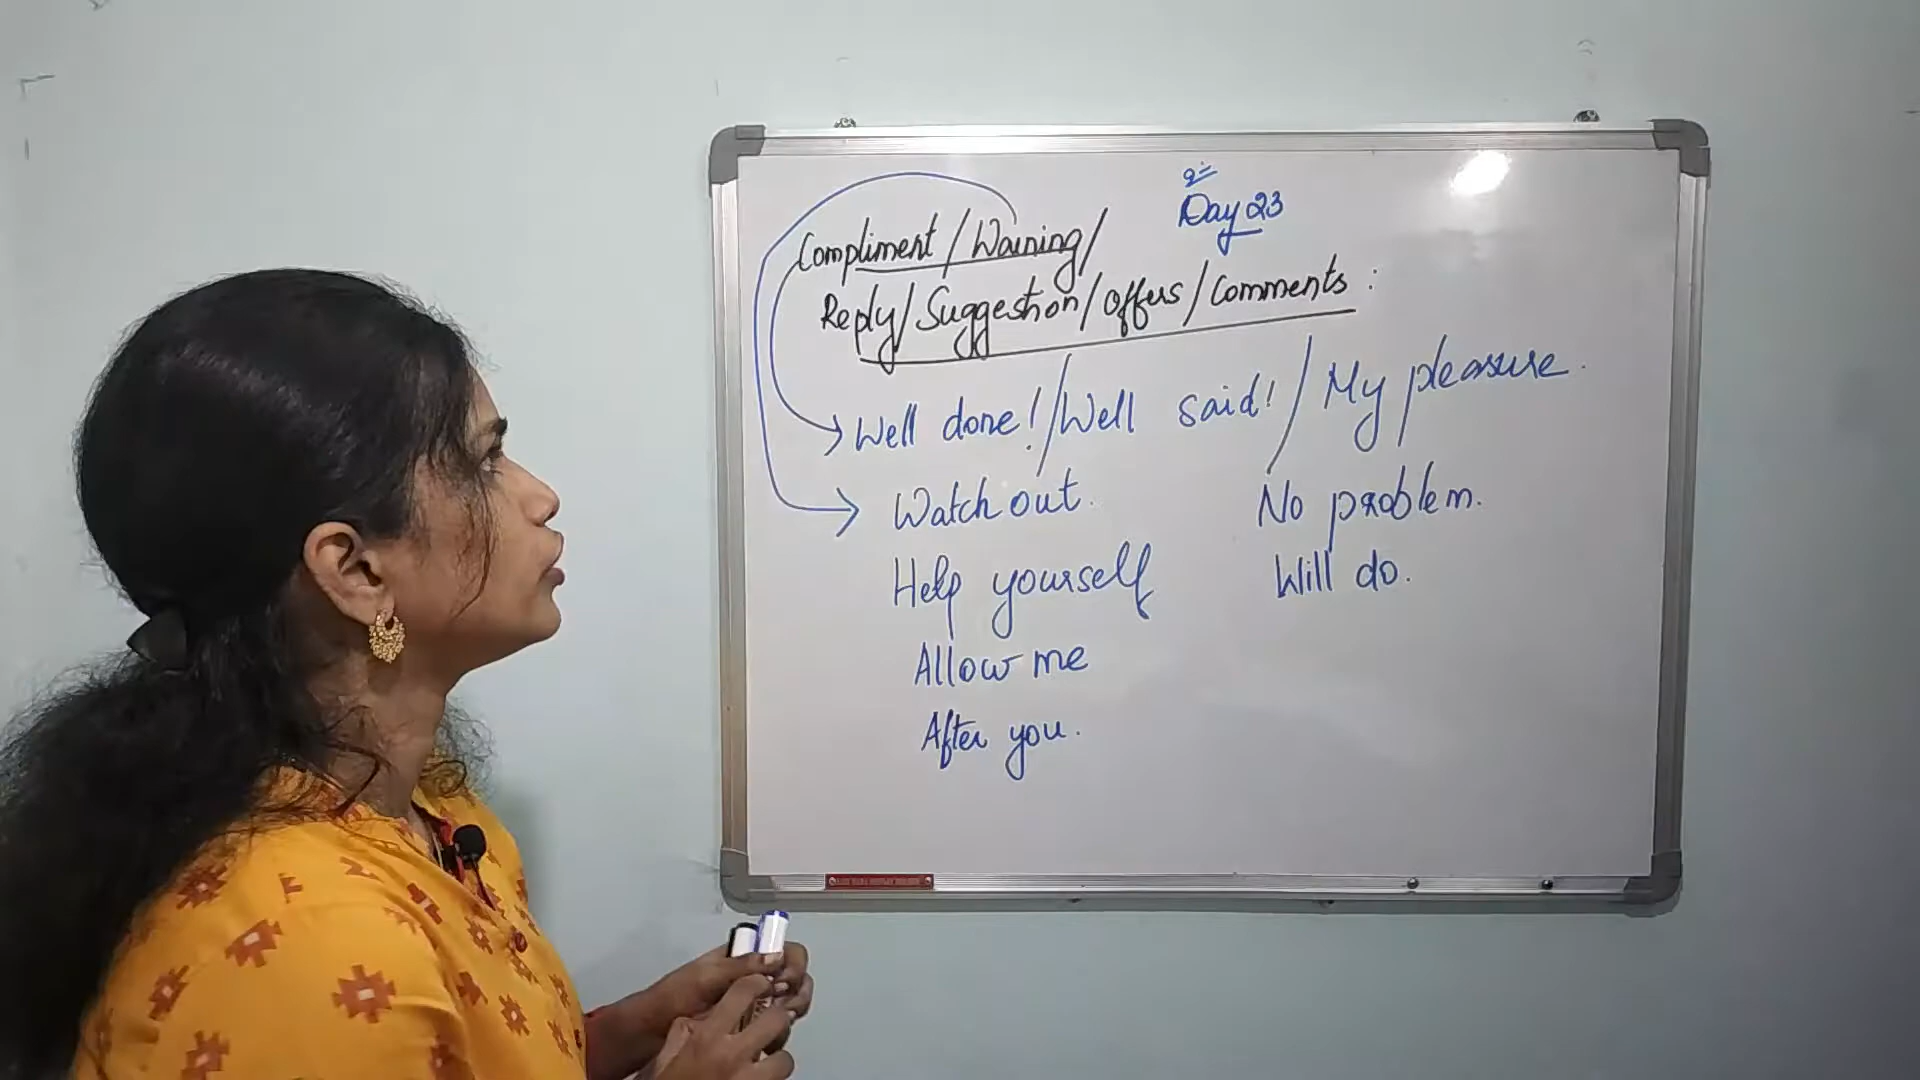 Day 23
Compliment / Warning /
Reply / Suggestion / Offers / Comments :
Well done! / Well said! / My pleasure.
Watch out. No problem.
Help yourself Will do.
Allow me
After you.